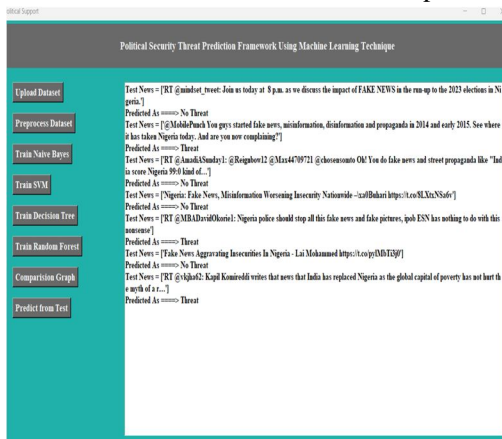 olitical Support
Political Security Threat Prediction Framework Using Machine Learning Technique
Upload Dataset
Preprocess Dataset
Train Naive Bayes
Train SVM
Train Decision Tree
Train Random Forest
Comparision Graph
Predict from Test
Test News = ['RT @mindset_tweet: Join us today at 8 p.m. as we discuss the impact of FAKE NEWS in the run-up to the 2023 elections in Ni
geria.']
Predicted As ====> No Threat
Test News = ['@MobilePunch You guys started fake news, misinformation, disinformation and propaganda in 2014 and early 2015. See where
it has taken Nigeria today. And are you now complaining?']
Predicted As ====> No Threat
Test News = ['RT @AmadiASunday1: @Reignbow12 @Max44709721 @chosensomto Oh! You do fake news and street propaganda like "Ind
ia score Nigeria 99:0 kind of…']
Predicted As ====> No Threat
Test News = ['Nigeria: Fake News, Misinformation Worsening Insecurity Nationwide –\xa0Buhari https://t.co/8LXtxNSa6v']
Predicted As ====> No Threat
Test News = ['RT @MBADavidOkorie1: Nigeria police should stop all this fake news and fake pictures, ipob ESN has nothing to do with this
nonsense']
Predicted As ====> Threat
Test News = ['Fake News Aggravating Insecurities In Nigeria - Lai Mohammed https://t.co/pylMbTi3j0']
Predicted As ====> No Threat
Test News = ['RT @vkjha62: Kapil Komireddi writes that news that India has replaced Nigeria as the global capital of poverty has not hurt th
e myth of a r…']
Predicted As ====> Threat